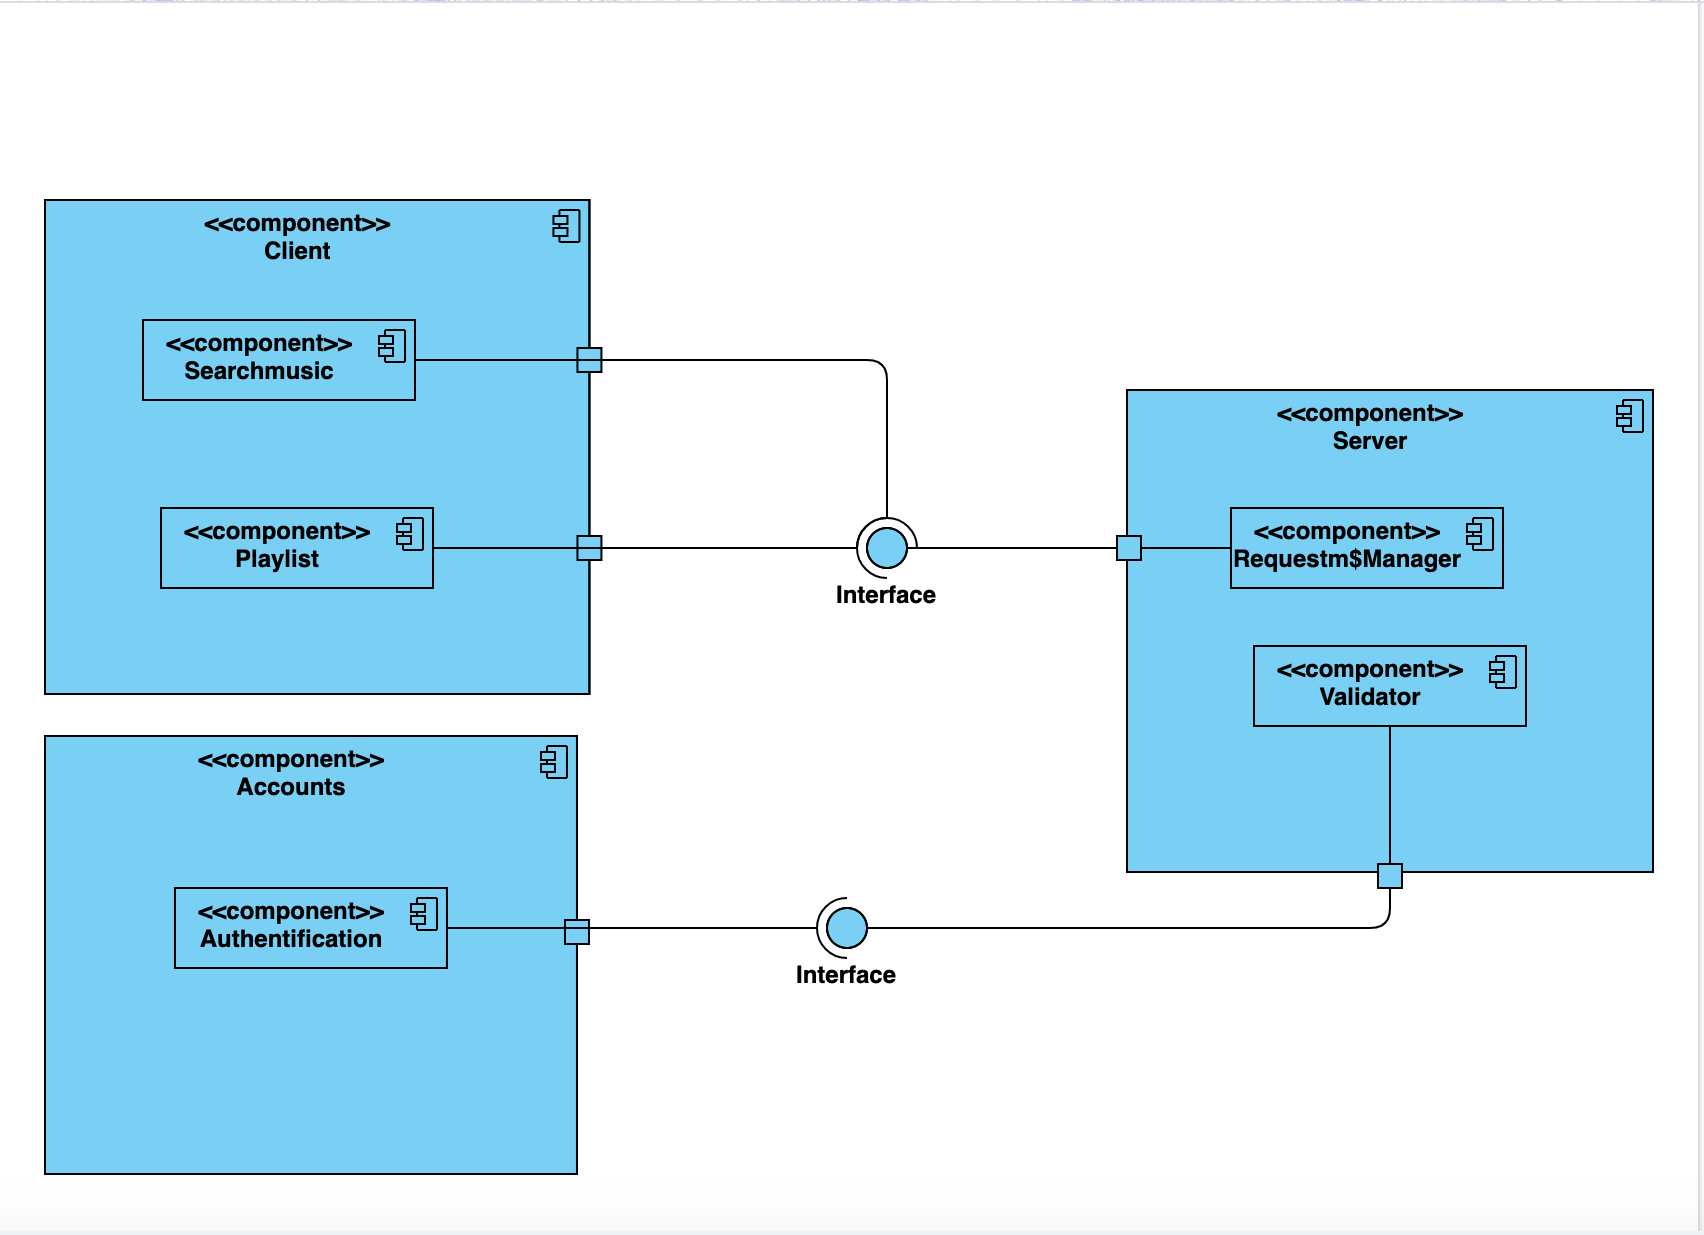 <<component>>
Client
<<component>>
Searchmusic
<<component>>
Playlist
<<component>>
Server
<<component>>
Requestm$Manager
<<component>>
Validator
Interface
<<component>>
Accounts
<<component>>
Authentification
Interface